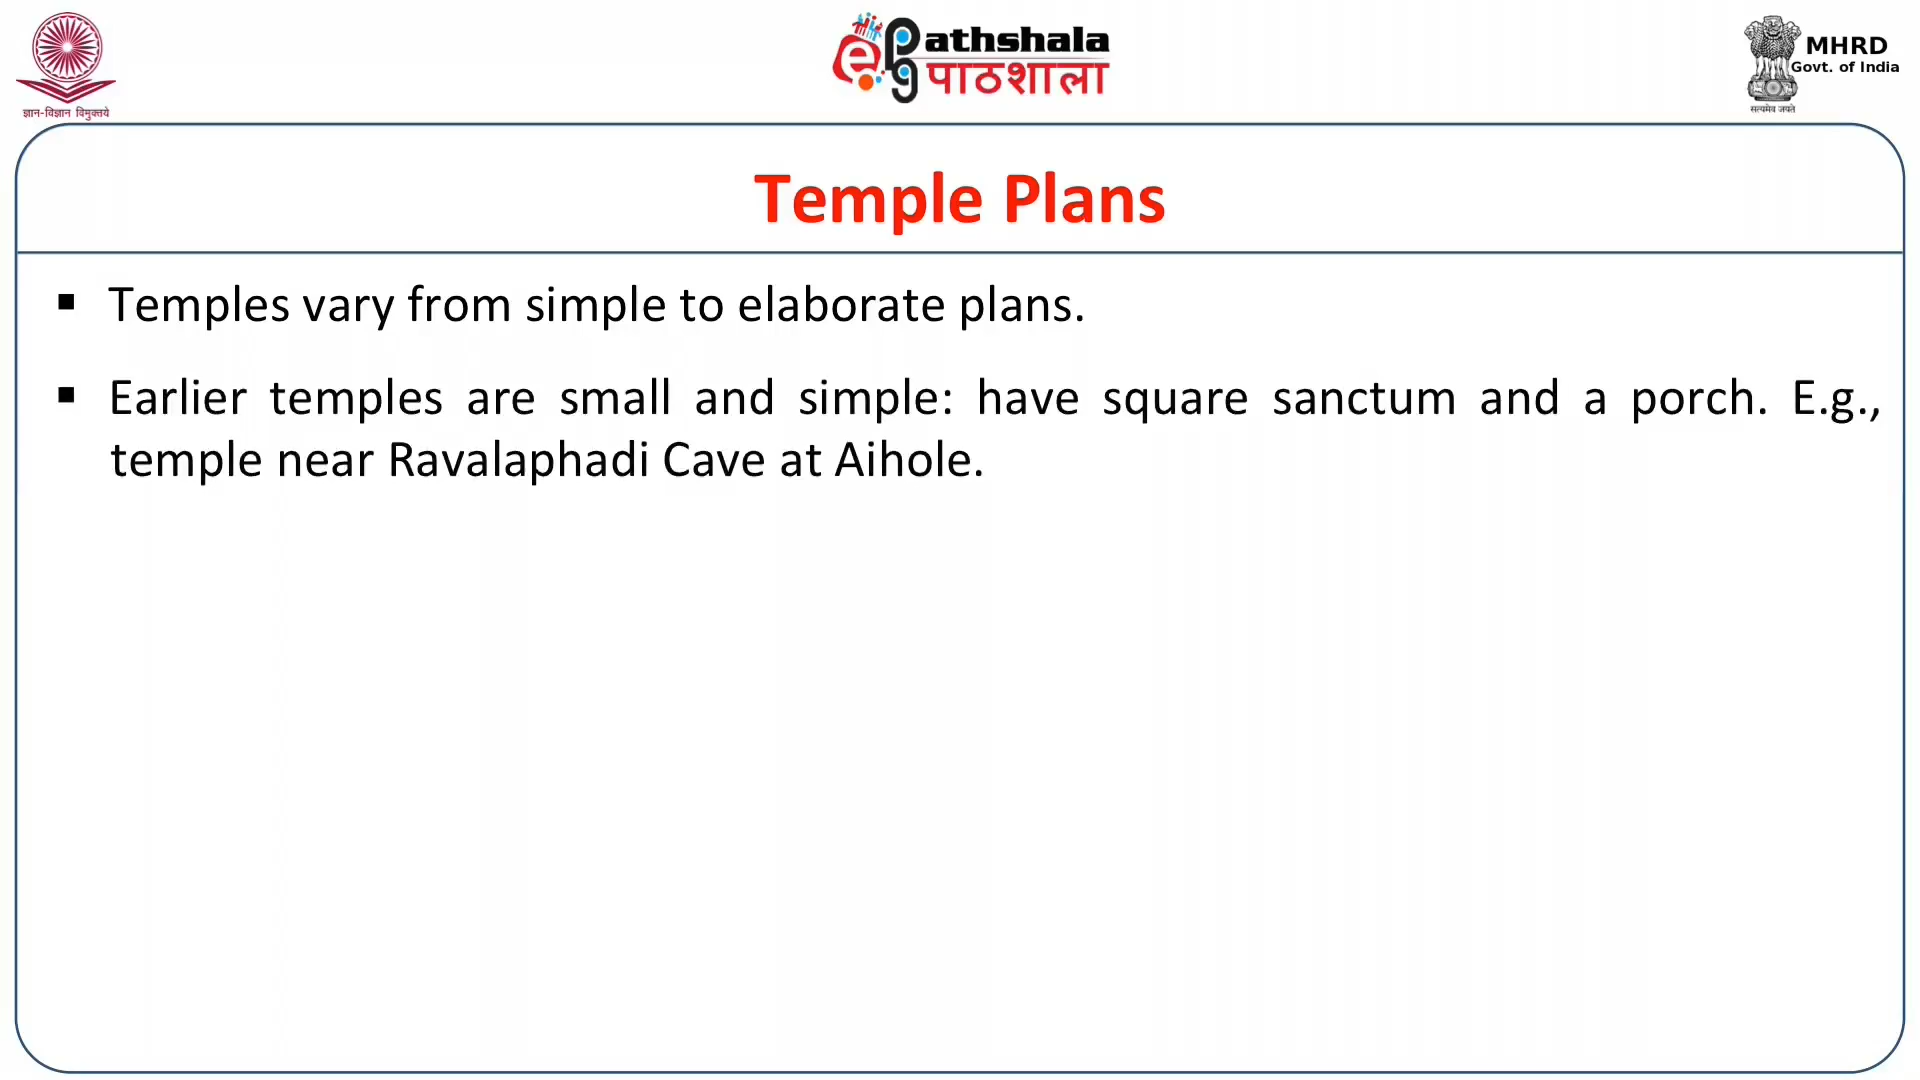 ज्ञान-विज्ञान विमुक्तये
ePG
athshala
पाठशाला
MHRD
Govt. of India
सत्यमेव जयते
Temple Plans
▪ Temples vary from simple to elaborate plans.
▪ Earlier temples are small and simple: have square sanctum and a porch. E.g.,
temple near Ravalaphadi Cave at Aihole.